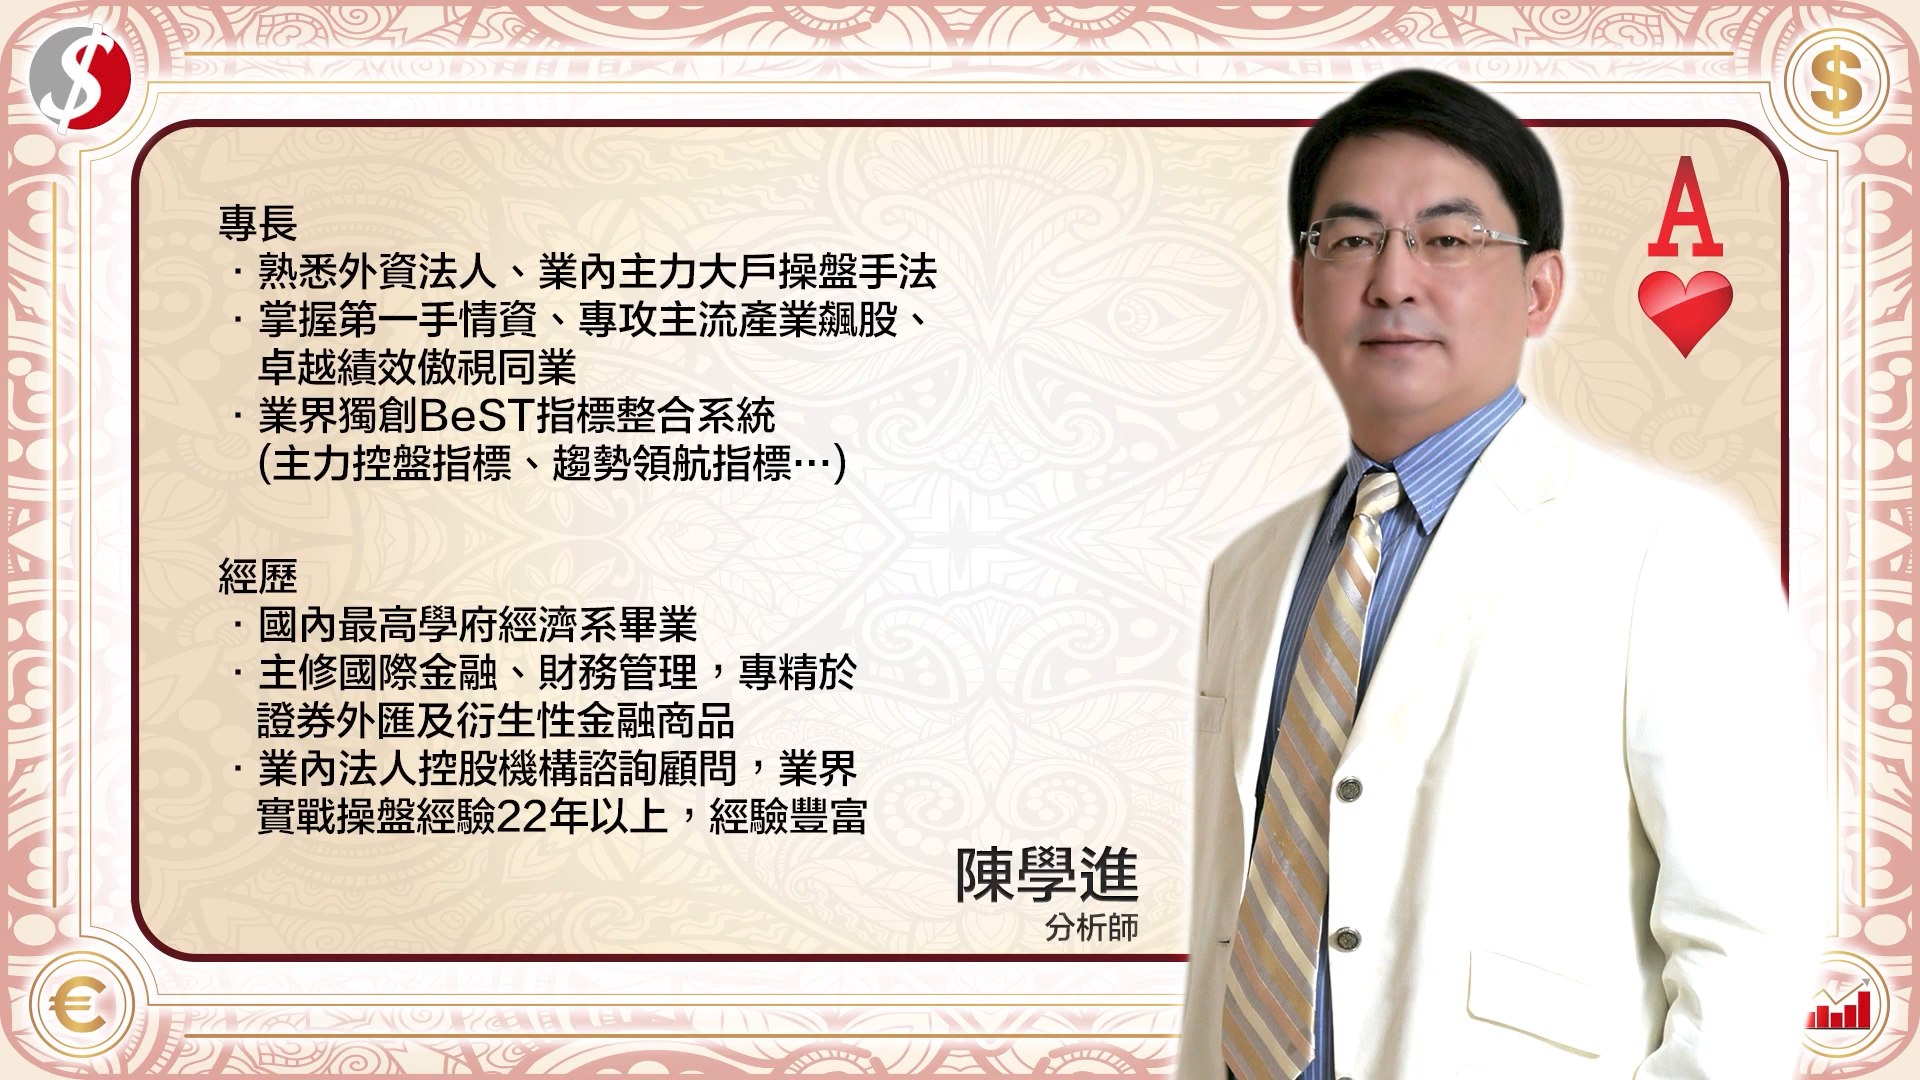 專長
·熟悉外資法人、業內主力大戶操盤手法
·掌握第一手情資、專攻主流產業飆股、
卓越績效傲視同業
·業界獨創BeST指標整合系統
(主力控盤指標、趨勢領航指標…)
經歷
·國內最高學府經濟系畢業
·主修國際金融、財務管理，專精於
證券外匯及衍生性金融商品
·業內法人控股機構諮詢顧問，業界
實戰操盤經驗22年以上，經驗豐富
陳學進
分析師
A
$
$
€